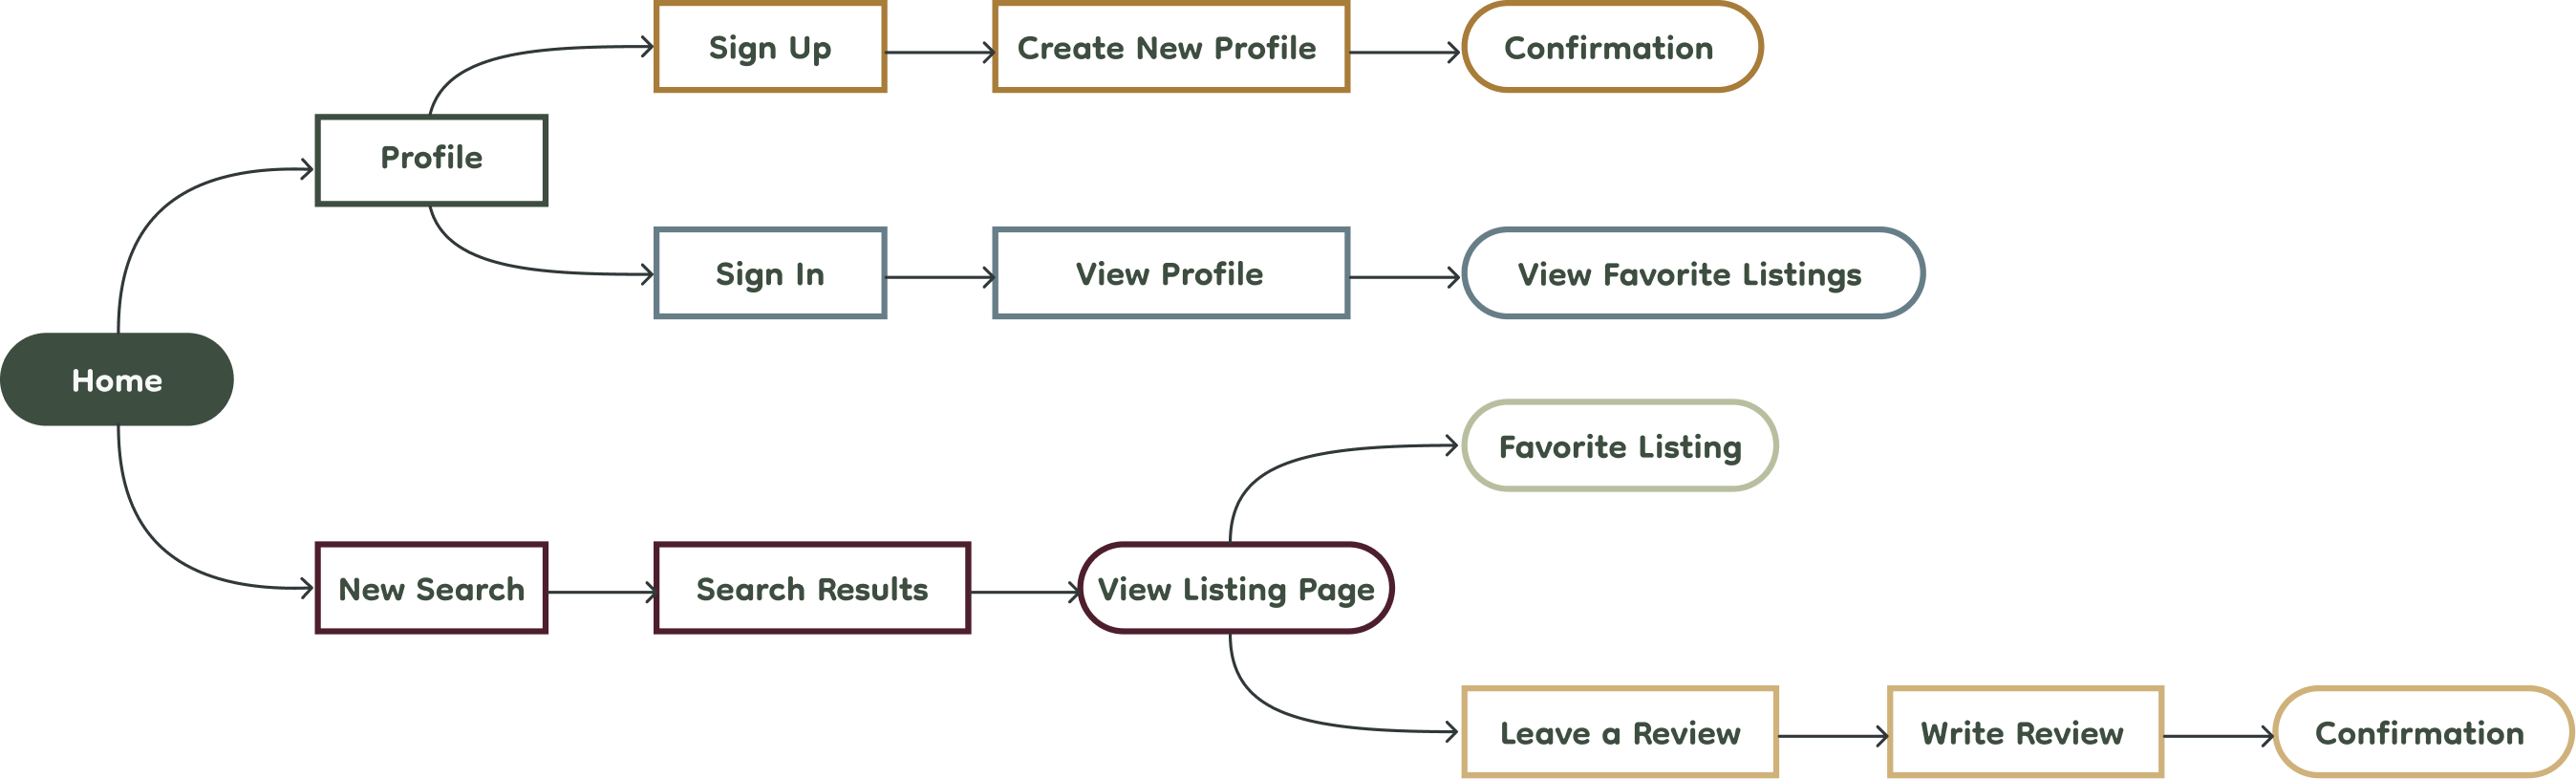 Sign Up
Create New Profile
Confirmation
Profile
Sign In
View Profile
View Favorite Listings
Home
Favorite Listing
New Search
Search Results
View Listing Page
Leave a Review
Write Review
Confirmation